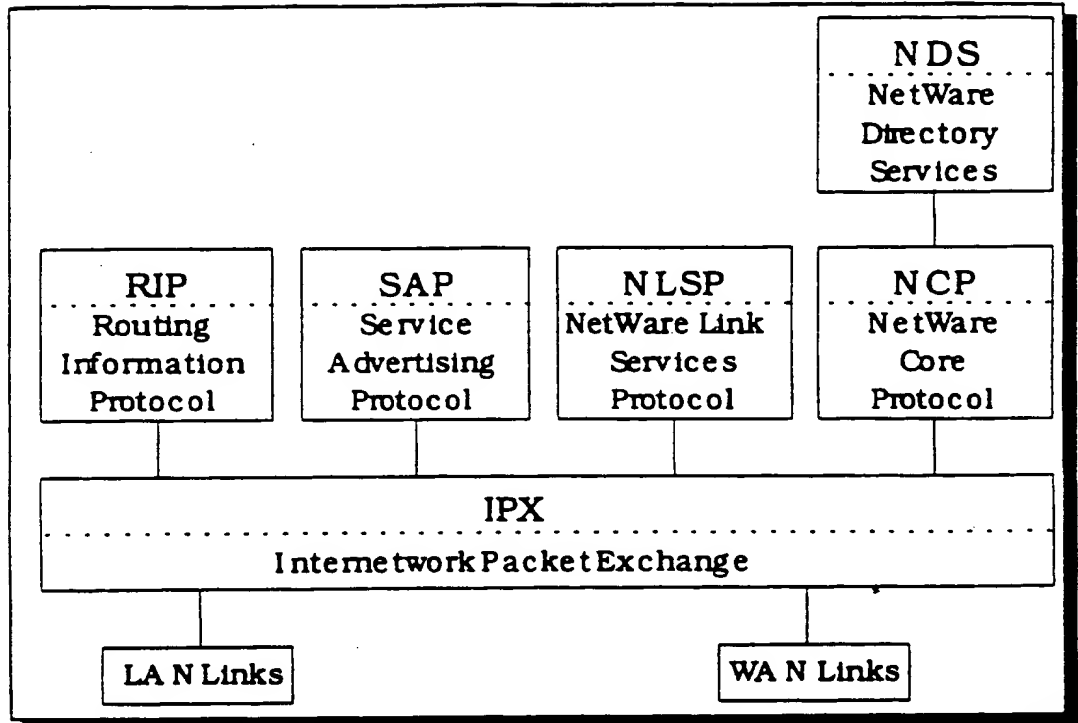 NDS
NetWare
Directory
Services
RIP
Routing
Information
Protocol
SAP
Service
Advertising
Protocol
NLSP
NetWare Link
Services
Protocol
NCP
NetWare
Core
Protocol
IPX
Internetwork Packet Exchange
LAN Links
WAN Links